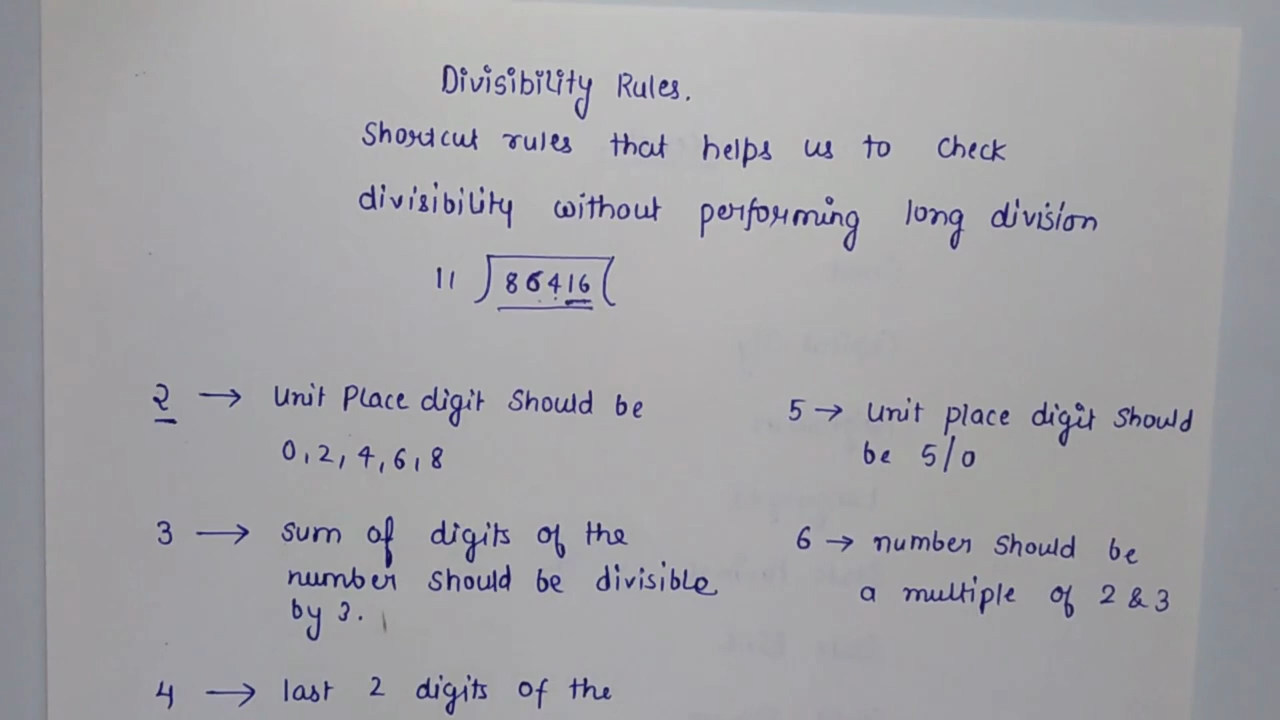 Divisibility Rules.
Shortcut rules that helps us to check
divisibility without performing long division
11 ) 86416 (
2 → Unit Place digit Should be
0, 2, 4, 6, 8
3 → sum of digits of the
number should be divisible
by 3.
4 → last 2 digits of the
5 → unit place digit should
be 5/0
6 → number should be
a multiple of 2 & 3